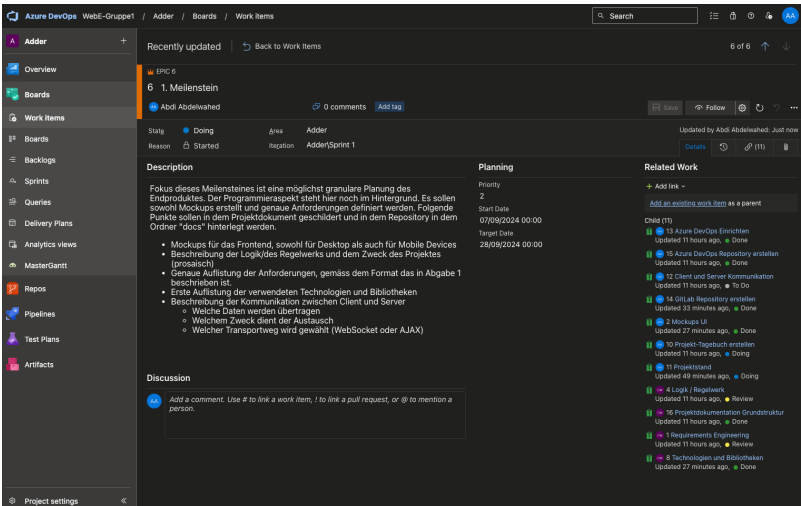 Azure DevOps WebE-Gruppe1 / Adder / Boards / Work items
Search
AA
A Adder +
Overview
Boards
Work items
Boards
Backlogs
Sprints
Queries
Delivery Plans
Analytics views
MasterGantt
Repos
Pipelines
Test Plans
Artifacts
Project settings
Recently updated
Back to Work Items
6 of 6
EPIC 6
6 1. Meilenstein
Abdi Abdelwahed
0 comments
Add tag
Save
Follow
State Doing
Area Adder
Updated by Abdi Abdelwahed: Just now
Reason Started
Iteration Adder\Sprint 1
Details
(11)
Description
Fokus dieses Meilensteines ist eine möglichst granulare Planung des
Endproduktes. Der Programmieraspekt steht hier noch im Hintergrund. Es sollen
sowohl Mockups erstellt und genaue Anforderungen definiert werden. Folgende
Punkte sollen in dem Projektdokument geschildert und in dem Repository in dem
Ordner "docs" hinterlegt werden.
• Mockups für das Frontend, sowohl für Desktop als auch für Mobile Devices
• Beschreibung der Logik/des Regelwerks und dem Zweck des Projektes
(prosaisch)
• Genaue Auflistung der Anforderungen, gemäss dem Format das in Abgabe 1
beschrieben ist.
• Erste Auflistung der verwendeten Technologien und Bibliotheken
• Beschreibung der Kommunikation zwischen Client und Server
○ Welche Daten werden übertragen
○ Welchem Zweck dient der Austausch
○ Welcher Transportweg wird gewählt (WebSocket oder AJAX)
Discussion
AA
Add a comment. Use # to link a work item, ! to link a pull request, or @ to mention a
person.
Planning
Priority
2
Start Date
07/09/2024 00:00
Target Date
28/09/2024 00:00
Related Work
+ Add link
Add an existing work item as a parent
Child (11)
13 Azure DevOps Einrichten
Updated 11 hours ago, Done
15 Azure DevOps Repository erstellen
Updated 11 hours ago, Done
12 Client und Server Kommunikation
Updated 11 hours ago, To Do
14 GitLab Repository erstellen
Updated 33 minutes ago, Done
2 Mockups UI
Updated 27 minutes ago, Done
10 Projekt-Tagebuch erstellen
Updated 11 hours ago, Doing
11 Projektstand
Updated 49 minutes ago, Doing
4 Logik / Regelwerk
Updated 11 hours ago, Review
16 Projektdokumentation Grundstruktur
Updated 11 hours ago, Done
1 Requirements Engineering
Updated 11 hours ago, Review
8 Technologien und Bibliotheken
Updated 27 minutes ago, Done